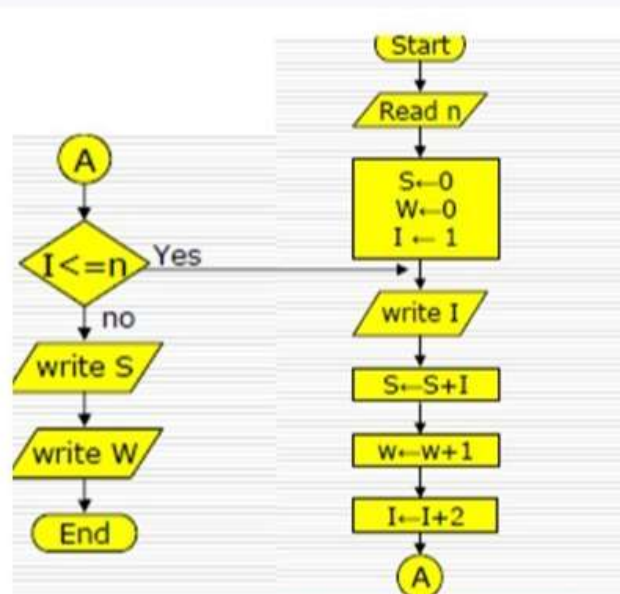 Start
Read n
S←0
W←0
I ← 1
write I
S←S+I
w←w+1
I←I+2
A
A
I<=n
Yes
no
write S
write W
End